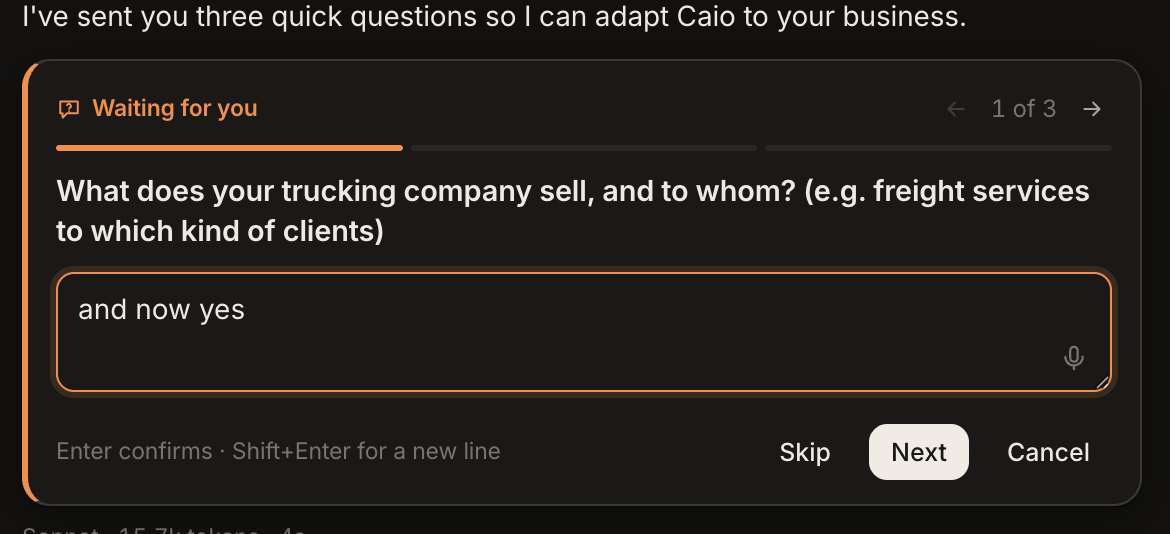 I've sent you three quick questions so I can adapt Caio to your business.
Waiting for you
1 of 3
What does your trucking company sell, and to whom? (e.g. freight services
to which kind of clients)
and now yes
Enter confirms · Shift+Enter for a new line
Skip
Next
Cancel